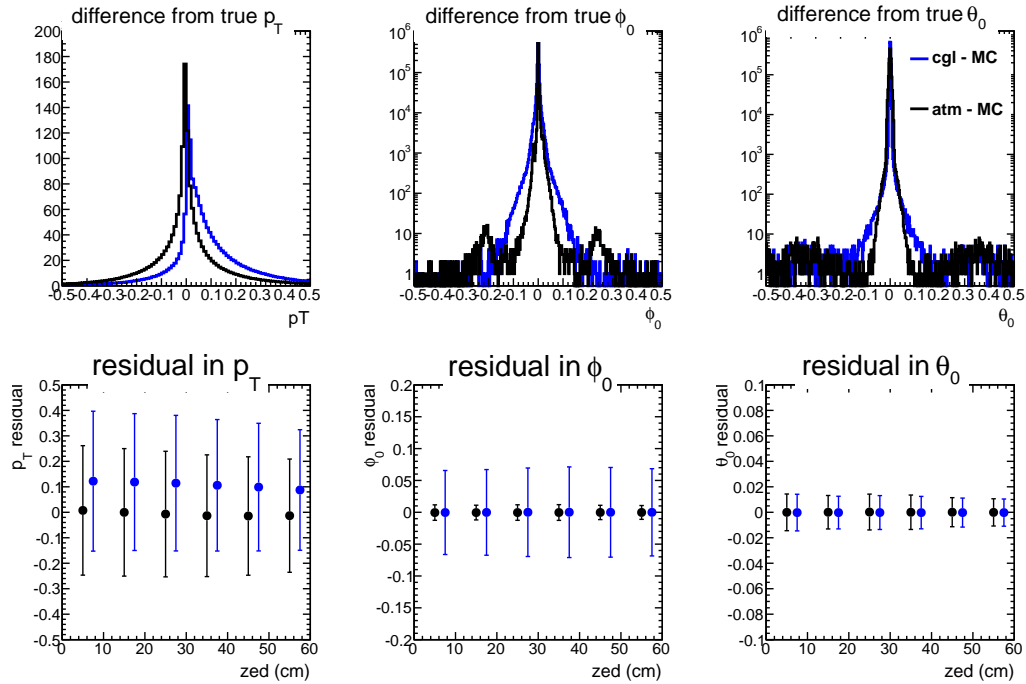 difference from true p_T
200
180
160
140
120
100
80
60
40
20
0
-0.5 -0.4 -0.3 -0.2 -0.1 0 0.1 0.2 0.3 0.4 0.5
pT
difference from true ϕ_0
10^6
10^5
10^4
10^3
10^2
10
1
-0.5 -0.4 -0.3 -0.2 -0.1 0 0.1 0.2 0.3 0.4 0.5
ϕ_0
difference from true θ_0
10^6
10^5
10^4
10^3
10^2
10
1
cgl - MC
atm - MC
-0.5 -0.4 -0.3 -0.2 -0.1 0 0.1 0.2 0.3 0.4 0.5
θ_0
residual in p_T
p_T residual
0.5
0.4
0.3
0.2
0.1
0
-0.1
-0.2
-0.3
-0.4
-0.5
0 10 20 30 40 50 60
zed (cm)
residual in ϕ_0
ϕ_0 residual
0.2
0.15
0.1
0.05
0
-0.05
-0.1
-0.15
-0.2
0 10 20 30 40 50 60
zed (cm)
residual in θ_0
θ_0 residual
0.1
0.08
0.06
0.04
0.02
0
-0.02
-0.04
-0.06
-0.08
-0.1
0 10 20 30 40 50 60
zed (cm)